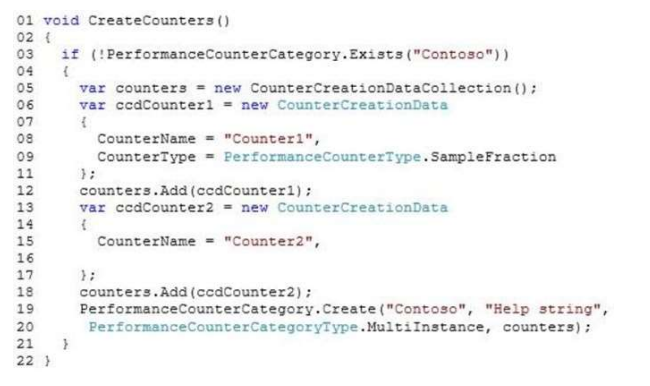 01 void CreateCounters()
02 {
03 if (!PerformanceCounterCategory.Exists("Contoso"))
04 {
05 var counters = new CounterCreationDataCollection();
06 var ccdCounter1 = new CounterCreationData
07 {
08 CounterName = "Counter1",
09 CounterType = PerformanceCounterType.SampleFraction
11 };
12 counters.Add(ccdCounter1);
13 var ccdCounter2 = new CounterCreationData
14 {
15 CounterName = "Counter2",
16
17 };
18 counters.Add(ccdCounter2);
19 PerformanceCounterCategory.Create("Contoso", "Help string",
20 PerformanceCounterCategoryType.MultiInstance, counters);
21 }
22 }